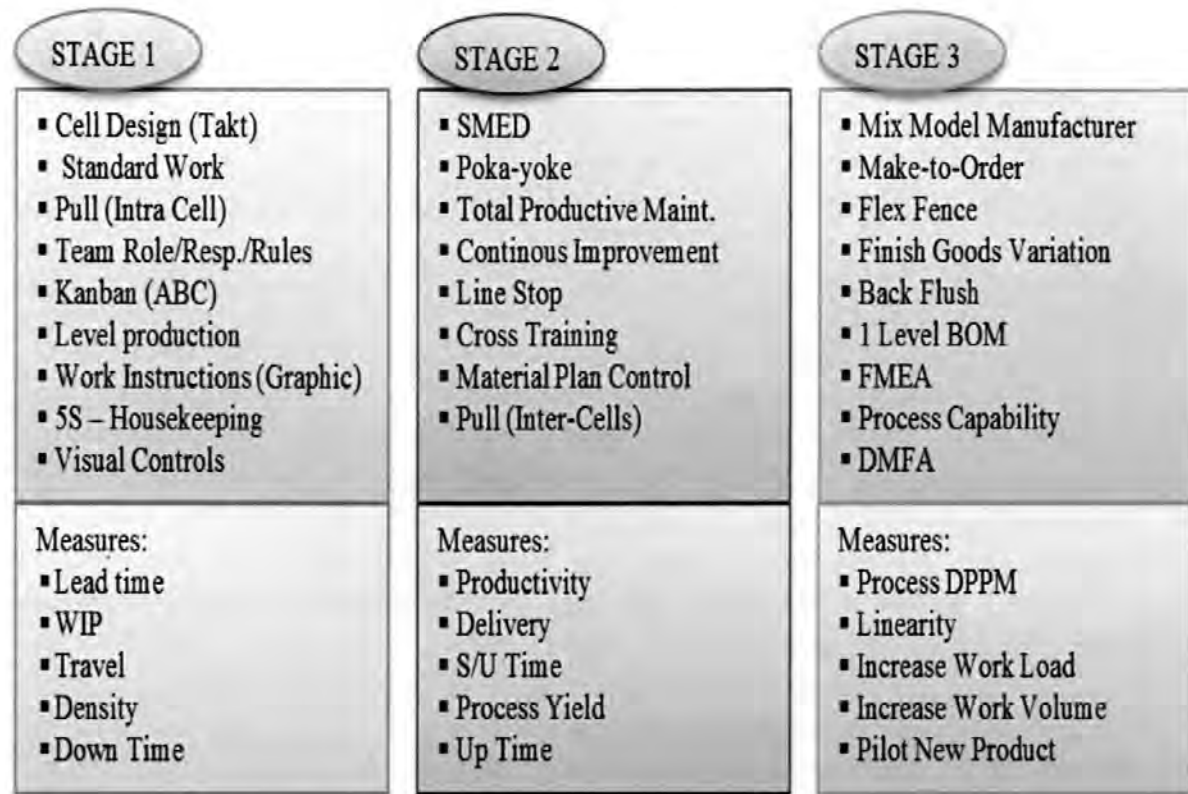 STAGE 1
▪ Cell Design (Takt)
▪ Standard Work
▪ Pull (Intra Cell)
▪ Team Role/Resp./Rules
▪ Kanban (ABC)
▪ Level production
▪ Work Instructions (Graphic)
▪ 5S – Housekeeping
▪ Visual Controls
Measures:
▪ Lead time
▪ WIP
▪ Travel
▪ Density
▪ Down Time
STAGE 2
▪ SMED
▪ Poka-yoke
▪ Total Productive Maint.
▪ Continous Improvement
▪ Line Stop
▪ Cross Training
▪ Material Plan Control
▪ Pull (Inter-Cells)
Measures:
▪ Productivity
▪ Delivery
▪ S/U Time
▪ Process Yield
▪ Up Time
STAGE 3
▪ Mix Model Manufacturer
▪ Make-to-Order
▪ Flex Fence
▪ Finish Goods Variation
▪ Back Flush
▪ 1 Level BOM
▪ FMEA
▪ Process Capability
▪ DMFA
Measures:
▪ Process DPPM
▪ Linearity
▪ Increase Work Load
▪ Increase Work Volume
▪ Pilot New Product